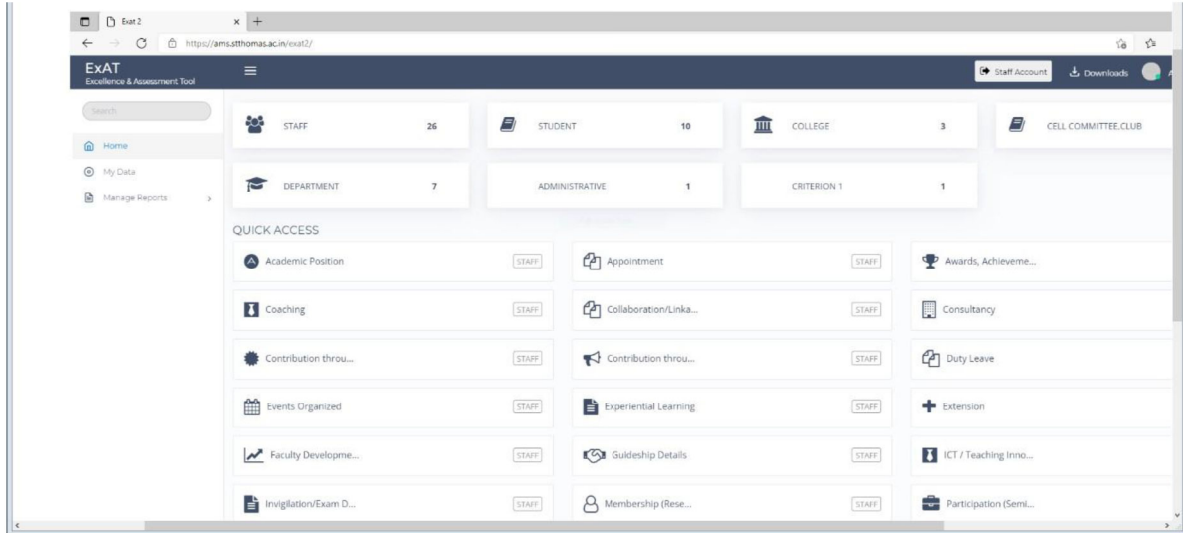 Exat 2
https://ams.stthomas.ac.in/exat2/
ExAT
Excellence & Assessment Tool
Staff Account
Downloads
A
Search
Home
My Data
Manage Reports
STAFF 26
STUDENT 10
COLLEGE 3
CELL COMMITTEE,CLUB
DEPARTMENT 7
ADMINISTRATIVE 1
CRITERION 1 1
QUICK ACCESS
Academic Position STAFF
Appointment STAFF
Awards, Achieveme...
Coaching STAFF
Collaboration/Linka... STAFF
Consultancy
Contribution throu... STAFF
Contribution throu... STAFF
Duty Leave
Events Organized STAFF
Experiential Learning STAFF
Extension
Faculty Developme... STAFF
Guideship Details STAFF
ICT / Teaching Inno...
Invigilation/Exam D... STAFF
Membership (Rese... STAFF
Participation (Semi...